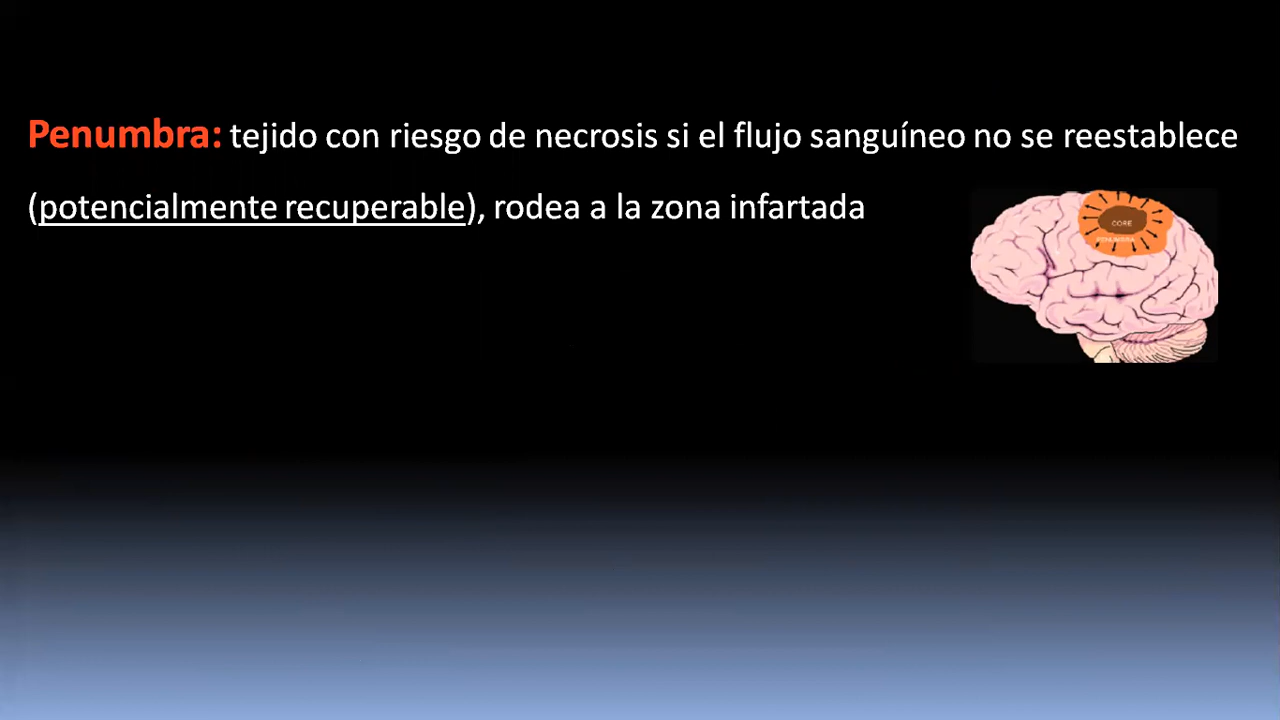 Penumbra: tejido con riesgo de necrosis si el flujo sanguíneo no se reestablece
(potencialmente recuperable), rodea a la zona infartada
CORE
PENUMBRA